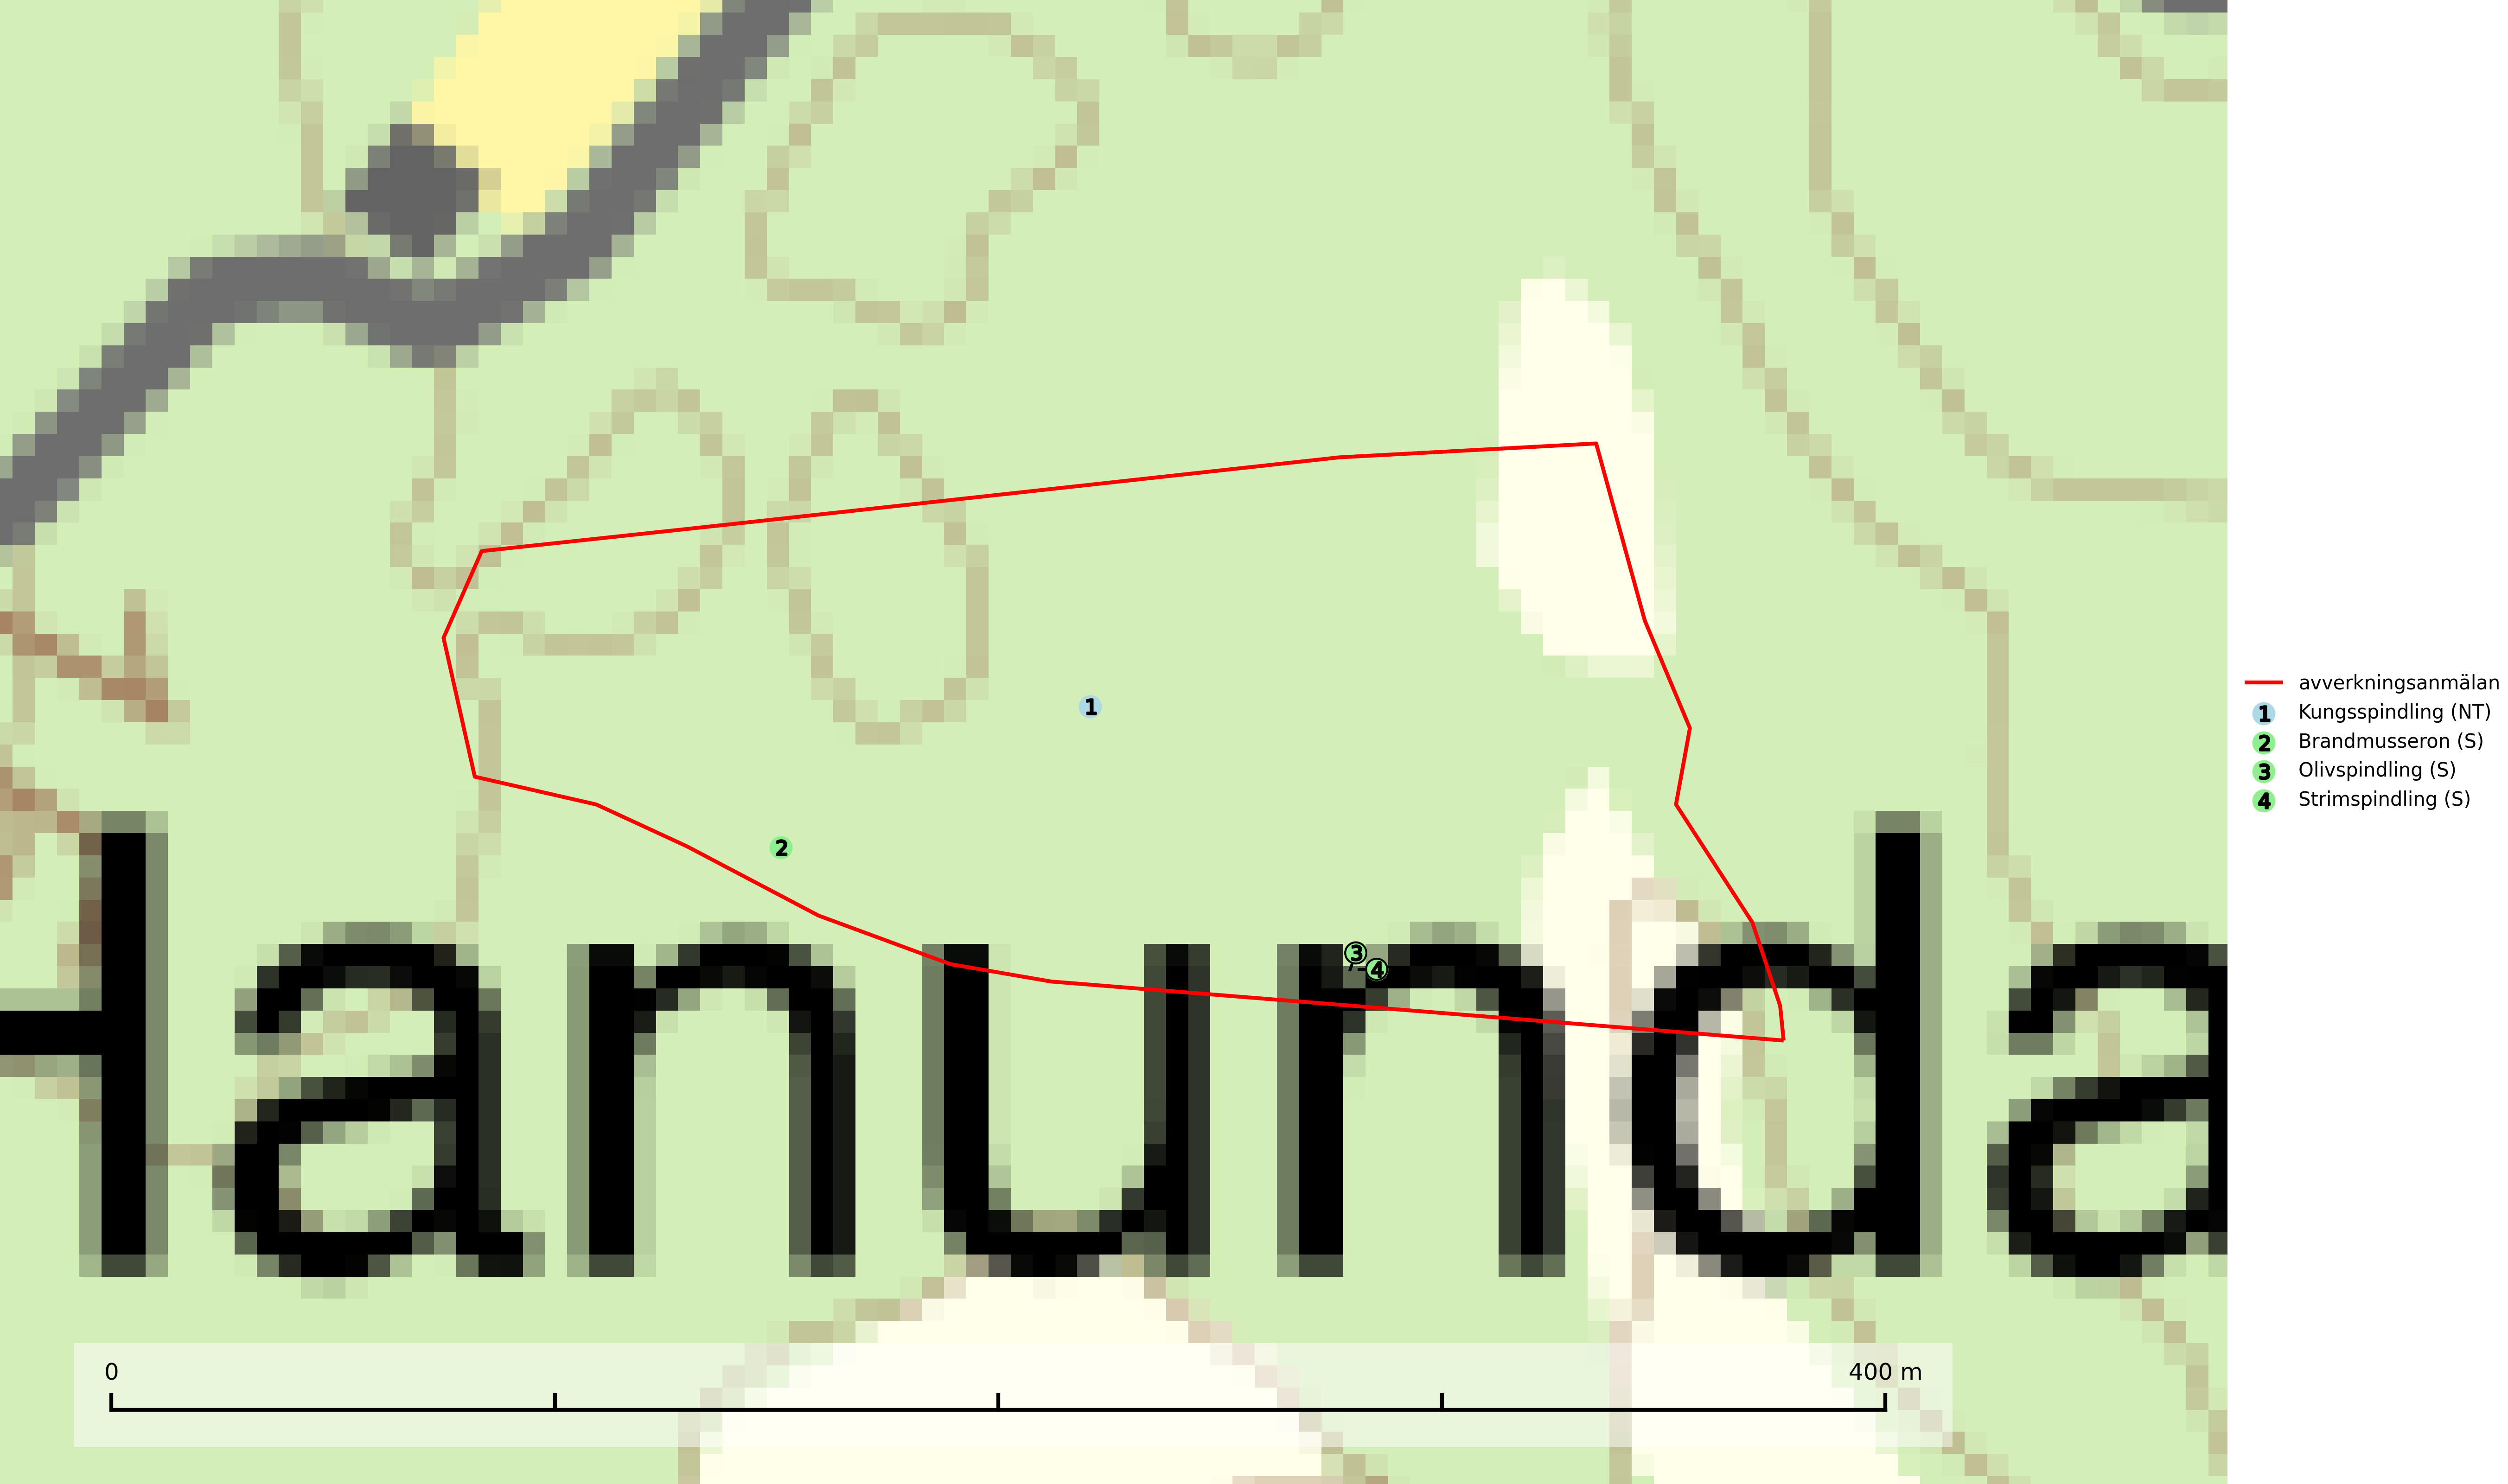 1
2
3
4
Hanunda
0
400 m
avverkningsanmälan
1 Kungsspindling (NT)
2 Brandmusseron (S)
3 Olivspindling (S)
4 Strimspindling (S)